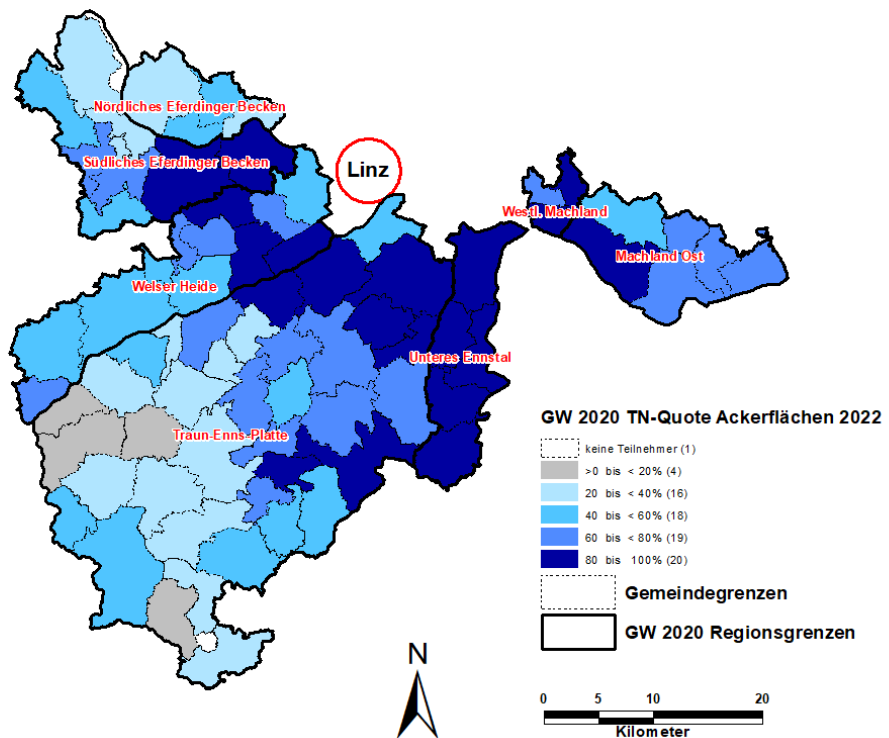 Nördliches Eferdinger Becken
Südliches Eferdinger Becken
Linz
Westl. Machland
Machland Ost
Welser Heide
Unteres Ennstal
Traun-Enns-Platte
GW 2020 TN-Quote Ackerflächen 2022
keine Teilnehmer (1)
>0 bis < 20% (4)
20 bis < 40% (16)
40 bis < 60% (18)
60 bis < 80% (19)
80 bis 100% (20)
Gemeindegrenzen
GW 2020 Regionsgrenzen
N
0 5 10 20
Kilometer